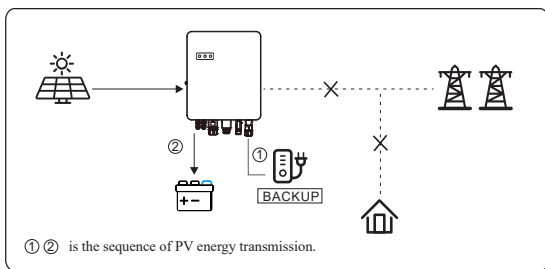 ②
①
BACKUP
+ -
① ② is the sequence of PV energy transmission.